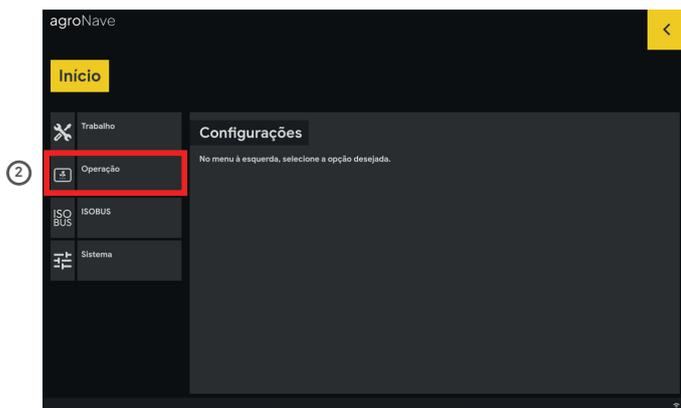 agroNave
Início
Trabalho
Configurações
No menu à esquerda, selecione a opção desejada.
2
Operação
ISO
BUS
ISOBUS
Sistema